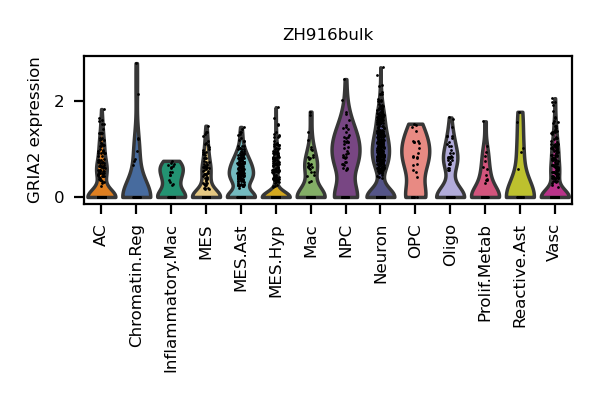 ZH916bulk
GRIA2 expression
2
0
AC
Chromatin.Reg
Inflammatory.Mac
MES
MES.Ast
MES.Hyp
Mac
NPC
Neuron
OPC
Oligo
Prolif.Metab
Reactive.Ast
Vasc